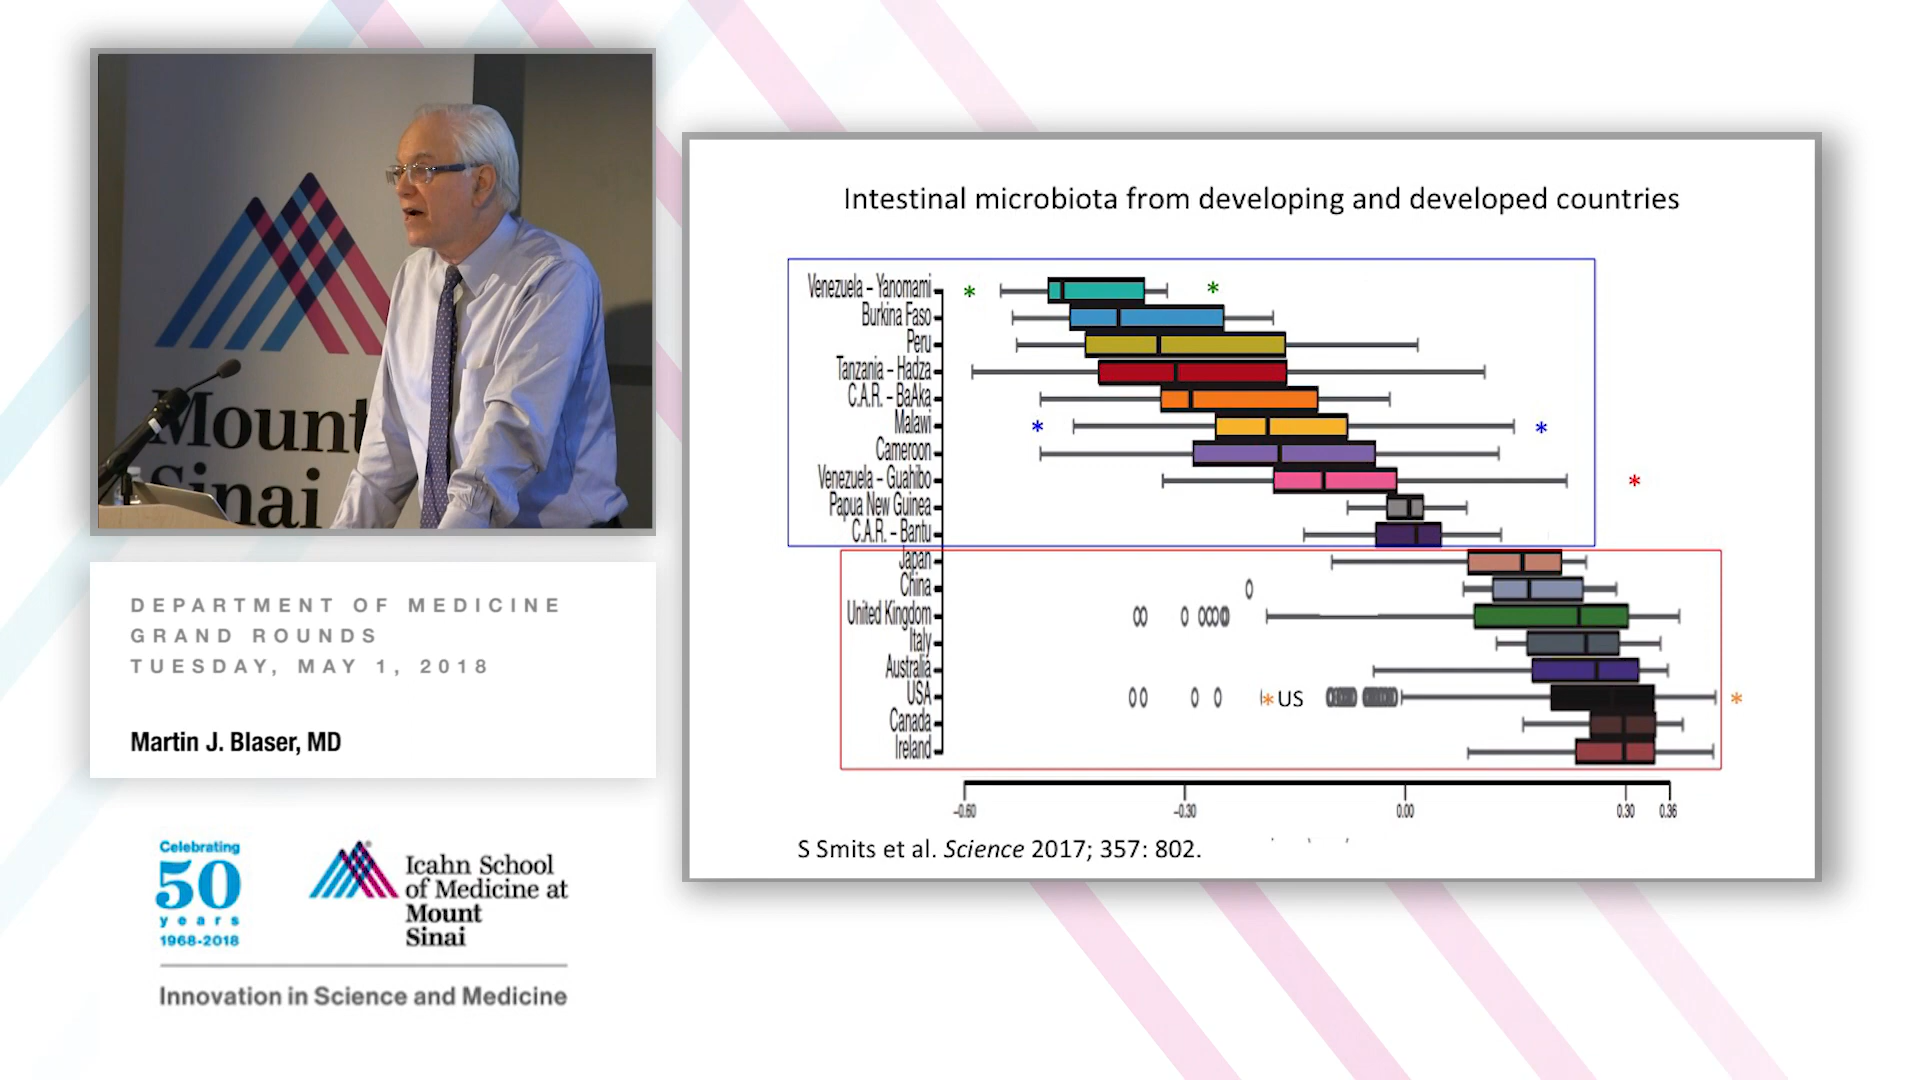 Mount
Sinai
DEPARTMENT OF MEDICINE
GRAND ROUNDS
TUESDAY, MAY 1, 2018
Martin J. Blaser, MD
Celebrating
50
years
1968-2018
Icahn School
of Medicine at
Mount
Sinai
Innovation in Science and Medicine
Intestinal microbiota from developing and developed countries
Venezuela – Yanomami
Burkina Faso
Peru
Tanzania – Hadza
C.A.R. – BaAka
Malawi
Cameroon
Venezuela – Guahibo
Papua New Guinea
C.A.R. – Bantu
Japan
China
United Kingdom
Italy
Australia
USA
* US
Canada
Ireland
–0.60 –0.30 0.00 0.30 0.36
S Smits et al. Science 2017; 357: 802.